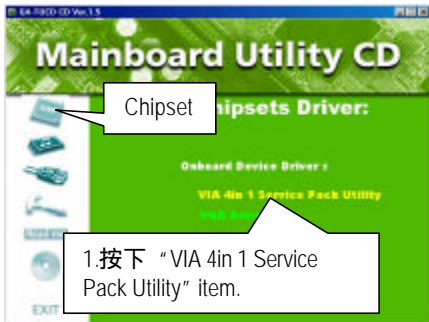 Mainboard Utility CD
Chipset
hipsets Driver:
Onboard Device Driver :
VIA 4in 1 Service Pack Utility
VGA
1.按下 “VIA 4in 1 Service
Pack Utility” item.
EXIT